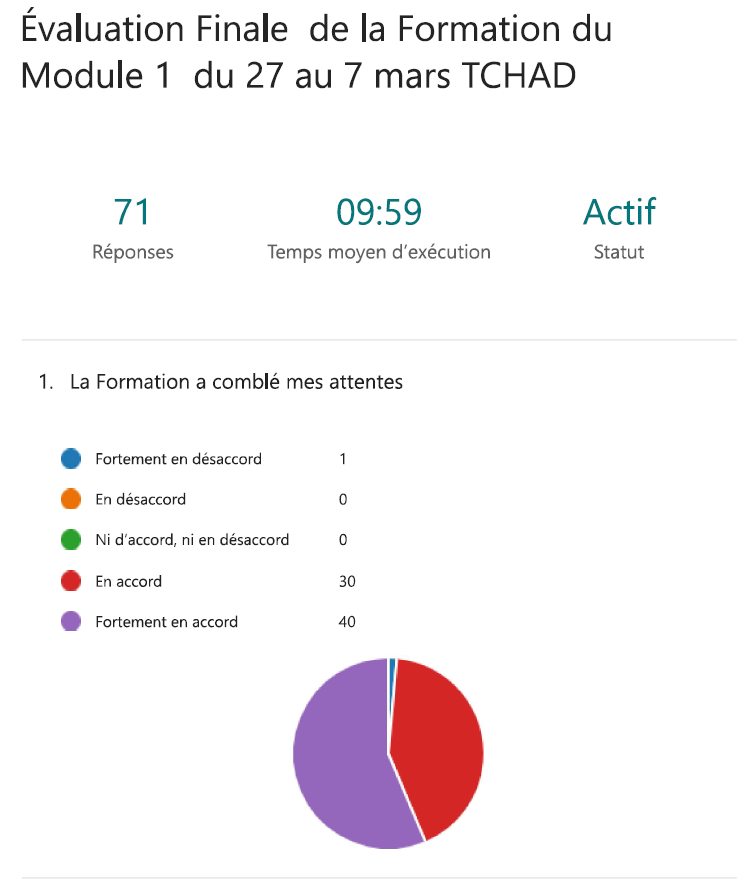 Évaluation Finale de la Formation du
Module 1 du 27 au 7 mars TCHAD
71
Réponses
09:59
Temps moyen d'exécution
Actif
Statut
1. La Formation a comblé mes attentes
Fortement en désaccord 1
En désaccord 0
Ni d'accord, ni en désaccord 0
En accord 30
Fortement en accord 40